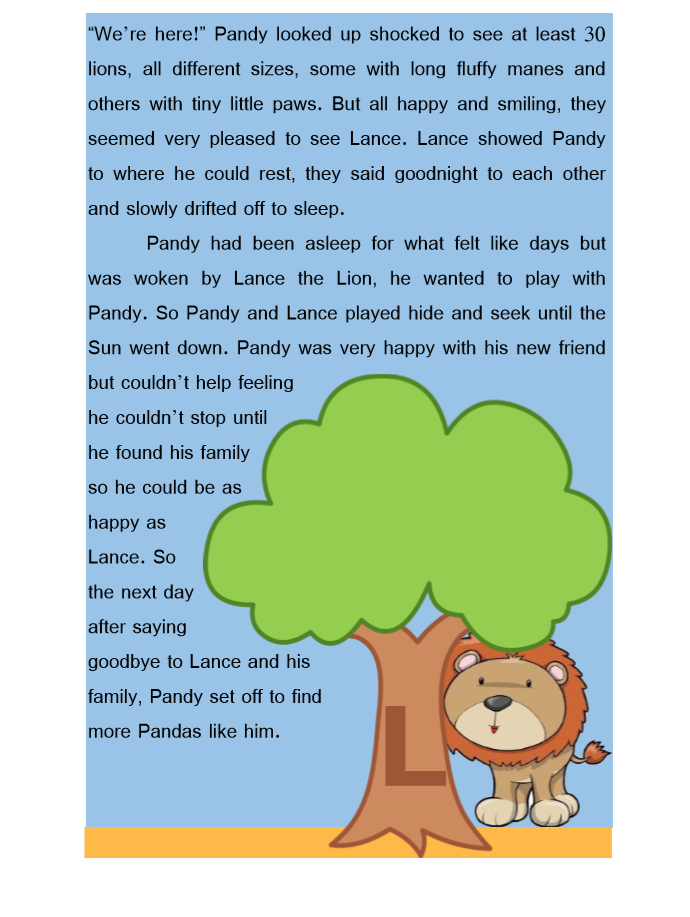 “We’re here!” Pandy looked up shocked to see at least 30
lions, all different sizes, some with long fluffy manes and
others with tiny little paws. But all happy and smiling, they
seemed very pleased to see Lance. Lance showed Pandy
to where he could rest, they said goodnight to each other
and slowly drifted off to sleep.
Pandy had been asleep for what felt like days but
was woken by Lance the Lion, he wanted to play with
Pandy. So Pandy and Lance played hide and seek until the
Sun went down. Pandy was very happy with his new friend
but couldn’t help feeling
he couldn’t stop until
he found his family
so he could be as
happy as
Lance. So
the next day
after saying
goodbye to Lance and his
family, Pandy set off to find
more Pandas like him.
L